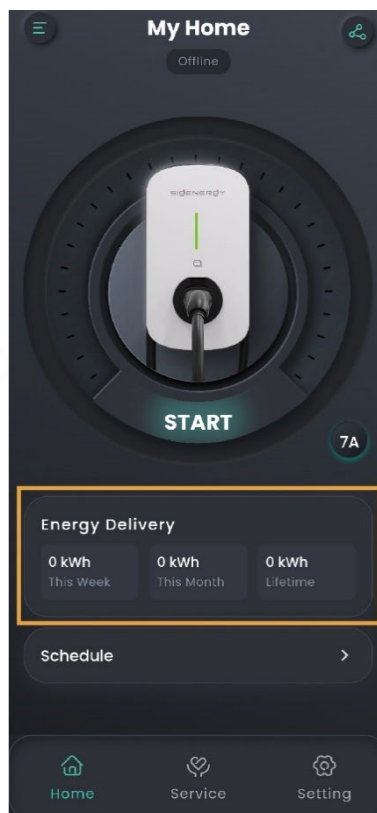 My Home
Offline
SIGENERGY
START
7A
Energy Delivery
0 kWh 0 kWh 0 kWh
This Week This Month Lifetime
Schedule
Home Service Setting